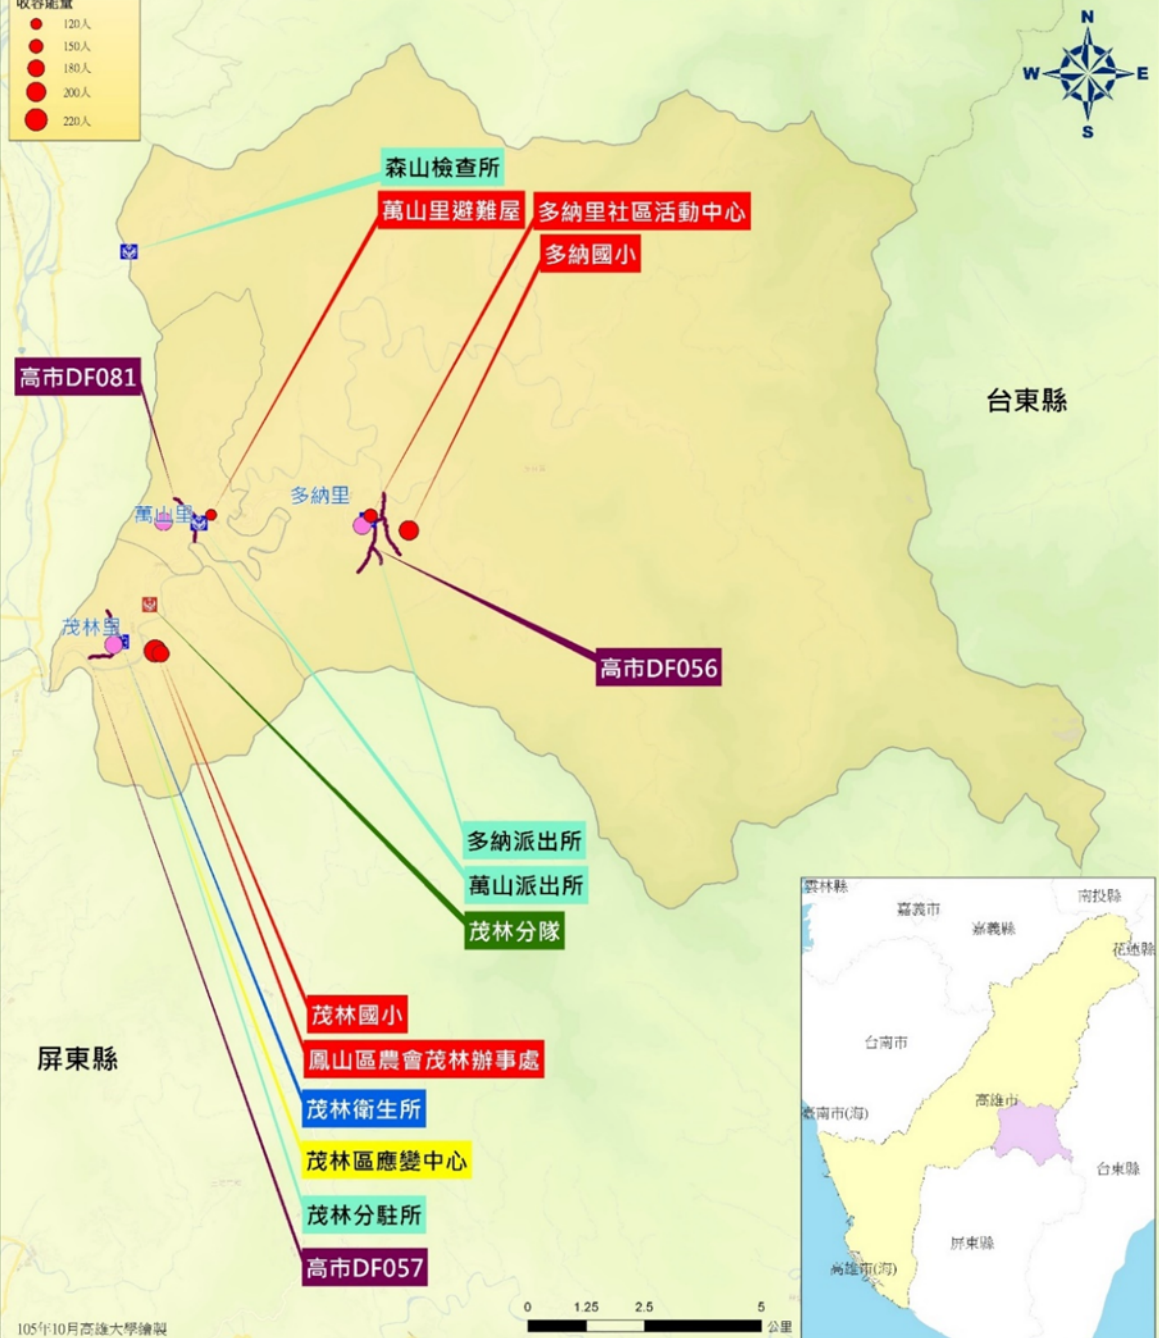 收容能量
120人
150人
180人
200人
220人
N
W
E
S
森山檢查所
萬山里避難屋
多納里社區活動中心
多納國小
高市DF081
台東縣
多納里
萬山里
茂林里
高市DF056
多納派出所
萬山派出所
茂林分隊
茂林國小
鳳山區農會茂林辦事處
屏東縣
茂林衛生所
茂林區應變中心
茂林分駐所
高市DF057
雲林縣
南投縣
嘉義市
嘉義縣
花蓮縣
台南市
高雄市
臺南市(海)
台東縣
屏東縣
高雄市(海)
0
1.25
2.5
5
公里
105年10月高雄大學繪製